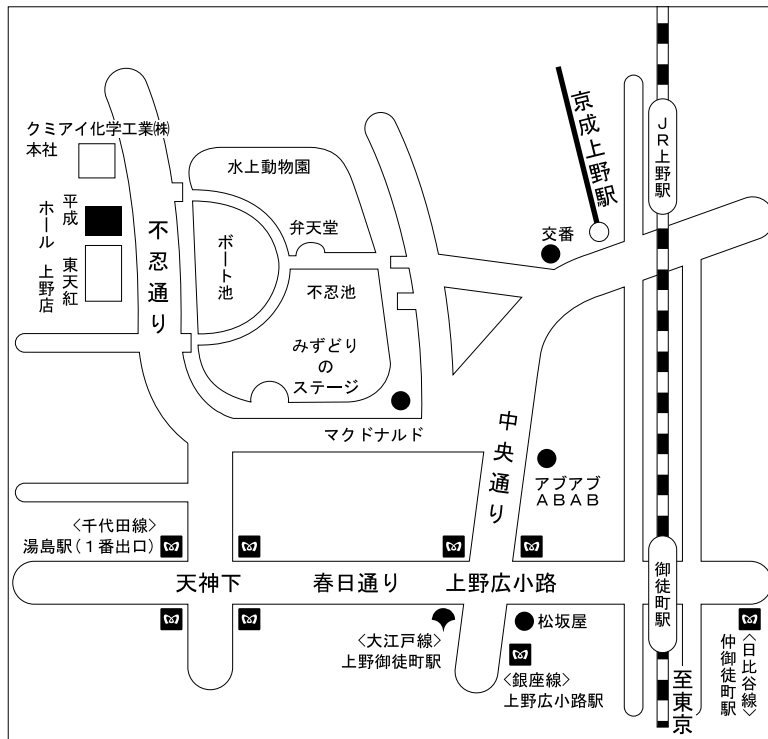 クミアイ化学工業㈱
本社
平成
ホール
東天紅
上野店
不忍通り
水上動物園
ボート池
弁天堂
不忍池
みずどり
の
ステージ
マクドナルド
京成上野駅
交番
JR上野駅
中央通り
アブアブ
ABAB
〈千代田線〉
湯島駅(1番出口)
天神下
春日通り
上野広小路
御徒町駅
〈大江戸線〉
上野御徒町駅
松坂屋
〈銀座線〉
上野広小路駅
至東京
〈日比谷線〉
仲御徒町駅